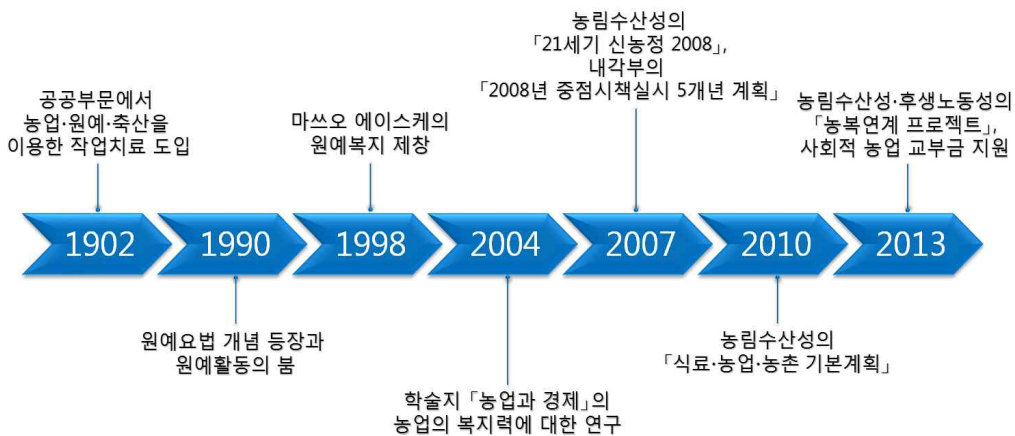 농림수산성의
「21세기 신농정 2008」,
내각부의
「2008년 중점시책실시 5개년 계획」
공공부문에서
농업·원예·축산을
이용한 작업치료 도입
마쓰오 에이스케의
원예복지 제창
농림수산성·후생노동성의
「농복연계 프로젝트」,
사회적 농업 교부금 지원
1902 1990 1998 2004 2007 2010 2013
원예요법 개념 등장과
원예활동의 붐
농림수산성의
「식료·농업·농촌 기본계획」
학술지 「농업과 경제」의
농업의 복지력에 대한 연구